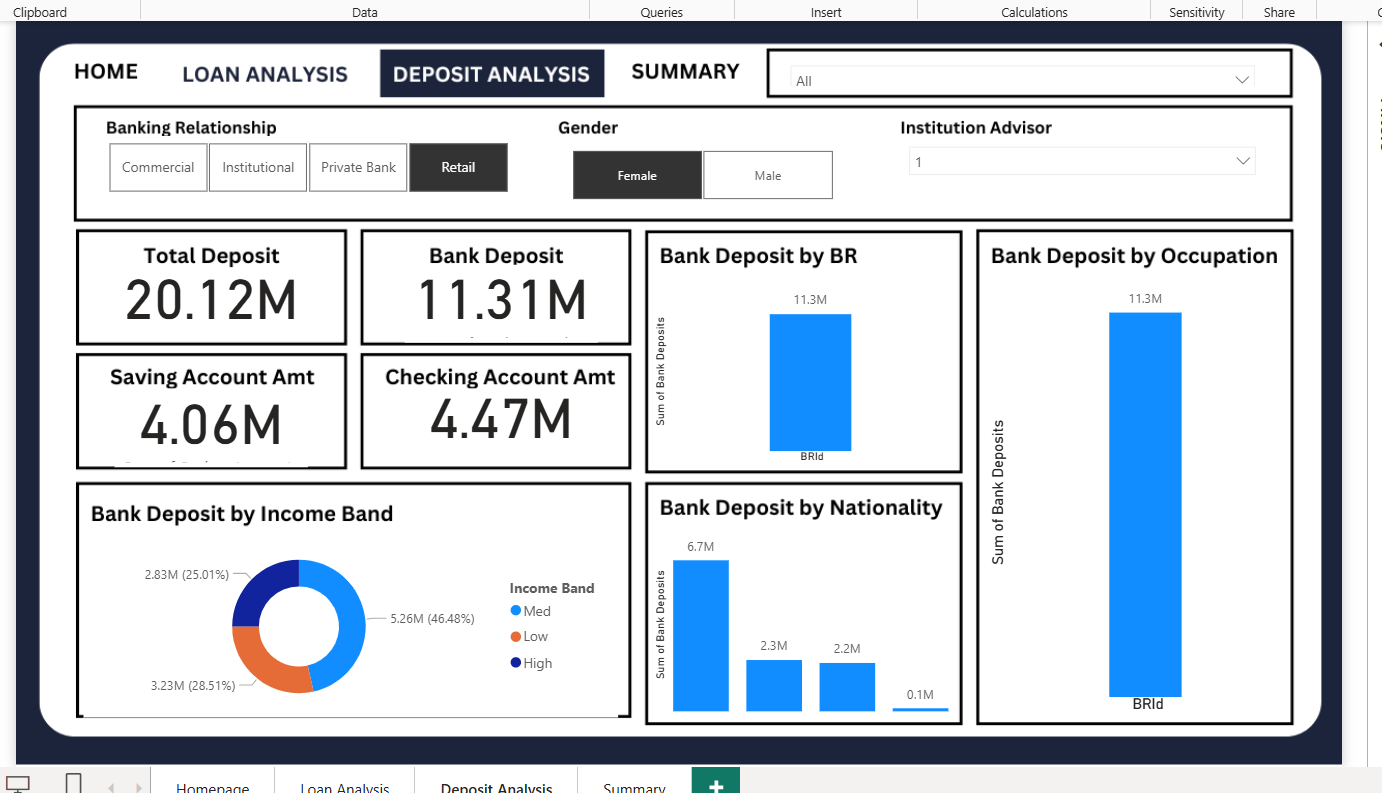 Clipboard
Data
Queries
Insert
Calculations
Sensitivity
Share
HOME
LOAN ANALYSIS
DEPOSIT ANALYSIS
SUMMARY
All
Banking Relationship
Commercial
Institutional
Private Bank
Retail
Gender
Female
Male
Institution Advisor
1
Total Deposit
20.12M
Bank Deposit
11.31M
Saving Account Amt
4.06M
Checking Account Amt
4.47M
Bank Deposit by BR
11.3M
Sum of Bank Deposits
BRId
Bank Deposit by Occupation
11.3M
Sum of Bank Deposits
BRId
Bank Deposit by Income Band
2.83M (25.01%)
5.26M (46.48%)
3.23M (28.51%)
Income Band
Med
Low
High
Bank Deposit by Nationality
6.7M
2.3M
2.2M
0.1M
Sum of Bank Deposits
Homepage
Loan Analysis
Deposit Analysis
Summary
+